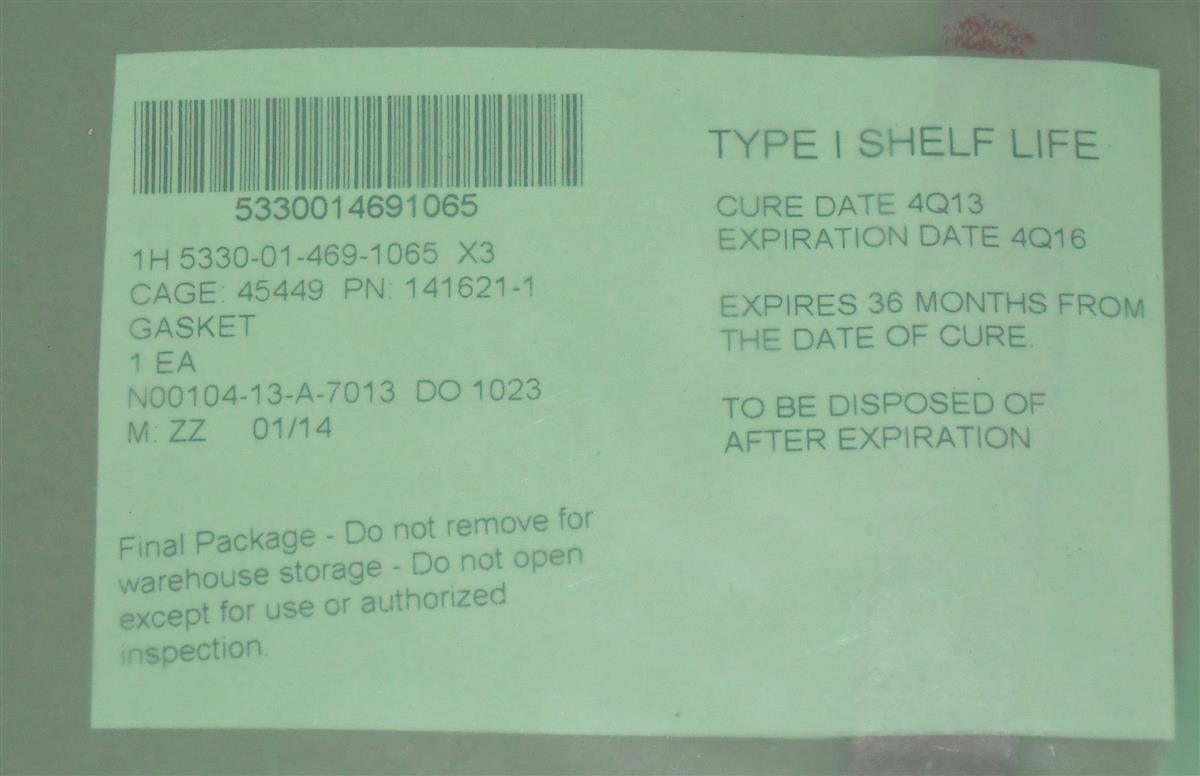 5330014691065
1H 5330-01-469-1065 X3
CAGE: 45449 PN: 141621-1
GASKET
1 EA
N00104-13-A-7013 DO 1023
M: ZZ 01/14
Final Package - Do not remove for
warehouse storage - Do not open
except for use or authorized
inspection.
TYPE I SHELF LIFE
CURE DATE 4Q13
EXPIRATION DATE 4Q16
EXPIRES 36 MONTHS FROM
THE DATE OF CURE.
TO BE DISPOSED OF
AFTER EXPIRATION